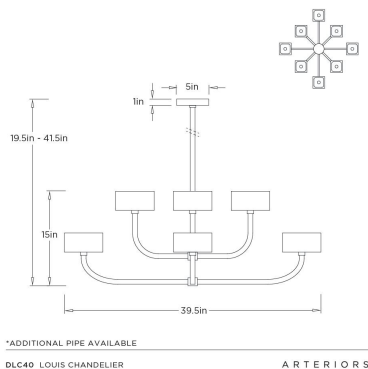 5in
1in
19.5in - 41.5in
15in
39.5in
*ADDITIONAL PIPE AVAILABLE
DLC40 LOUIS CHANDELIER
ARTERIORS